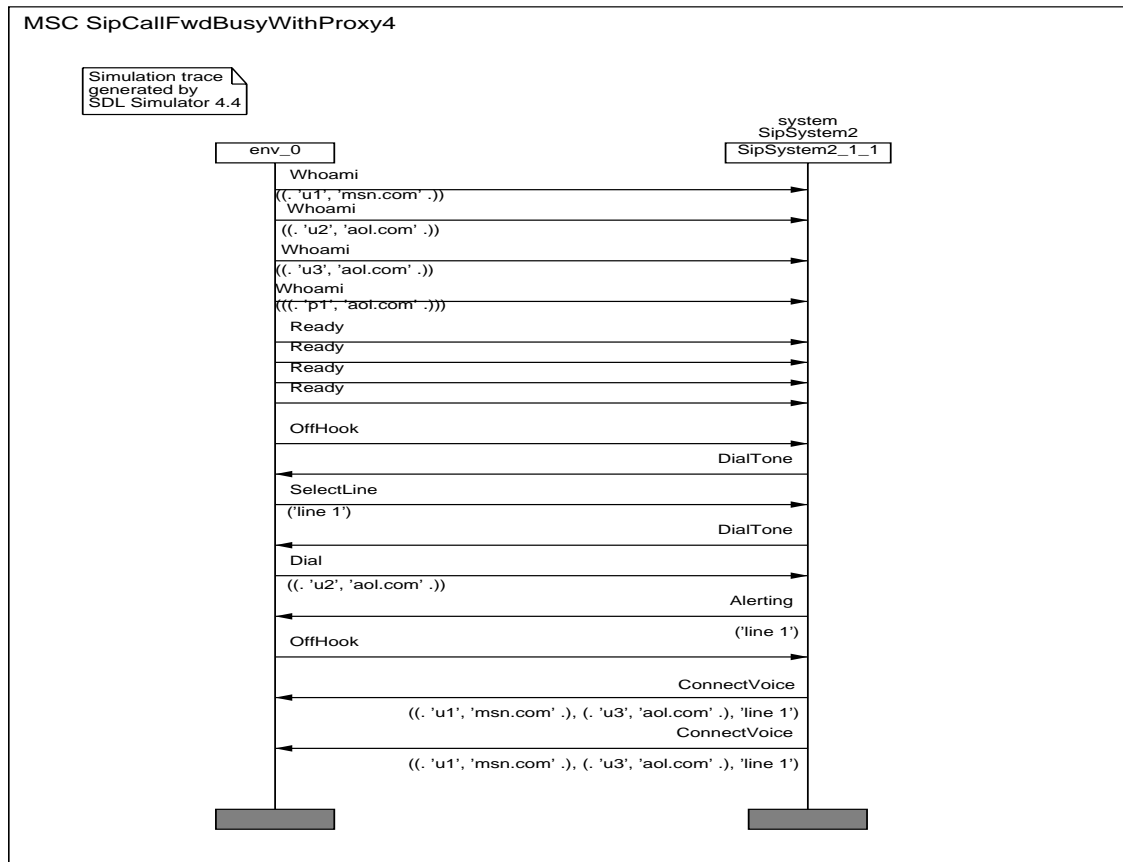 MSC SipCallFwdBusyWithProxy4
Simulation trace
generated by
SDL Simulator 4.4
system
SipSystem2
env_0
SipSystem2_1_1
Whoami
((. 'u1', 'msn.com' .))
Whoami
((. 'u2', 'aol.com' .))
Whoami
((. 'u3', 'aol.com' .))
Whoami
(((. 'p1', 'aol.com' .)))
Ready
Ready
Ready
Ready
OffHook
DialTone
SelectLine
('line 1')
DialTone
Dial
((. 'u2', 'aol.com' .))
Alerting
('line 1')
OffHook
ConnectVoice
((. 'u1', 'msn.com' .), (. 'u3', 'aol.com' .), 'line 1')
ConnectVoice
((. 'u1', 'msn.com' .), (. 'u3', 'aol.com' .), 'line 1')